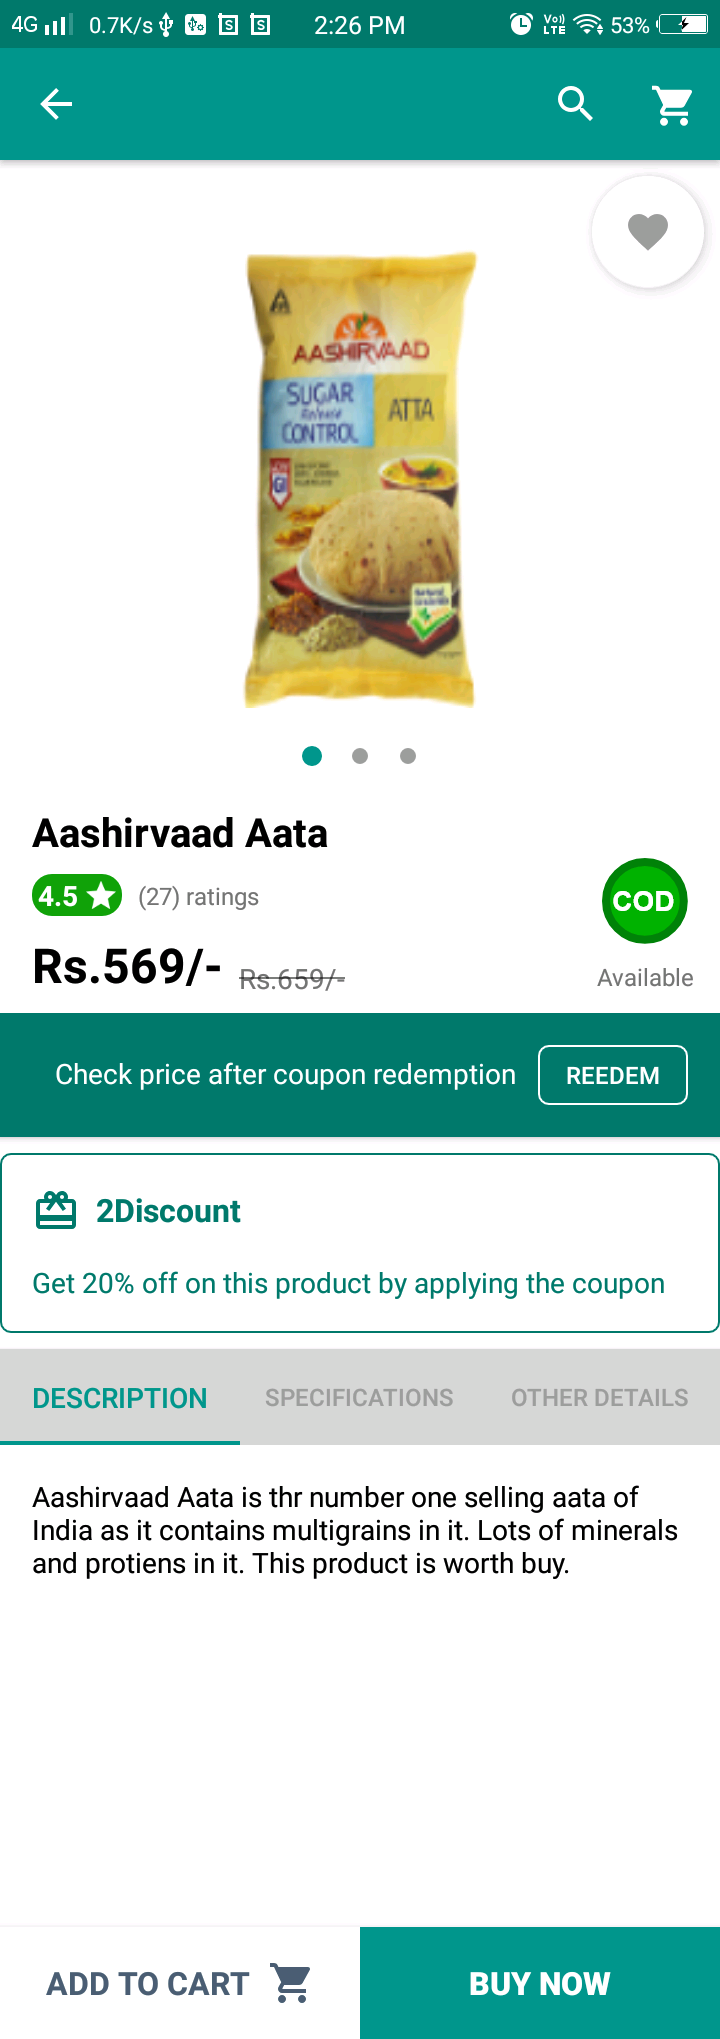 4G 0.7K/s 2:26 PM Vo)) LTE 53%
AASHIRVAAD
SUGAR
Release
CONTROL
ATTA
Aashirvaad Aata
4.5 (27) ratings
COD
Rs.569/- Rs.659/-
Available
Check price after coupon redemption REEDEM
2Discount
Get 20% off on this product by applying the coupon
DESCRIPTION SPECIFICATIONS OTHER DETAILS
Aashirvaad Aata is thr number one selling aata of
India as it contains multigrains in it. Lots of minerals
and protiens in it. This product is worth buy.
ADD TO CART BUY NOW